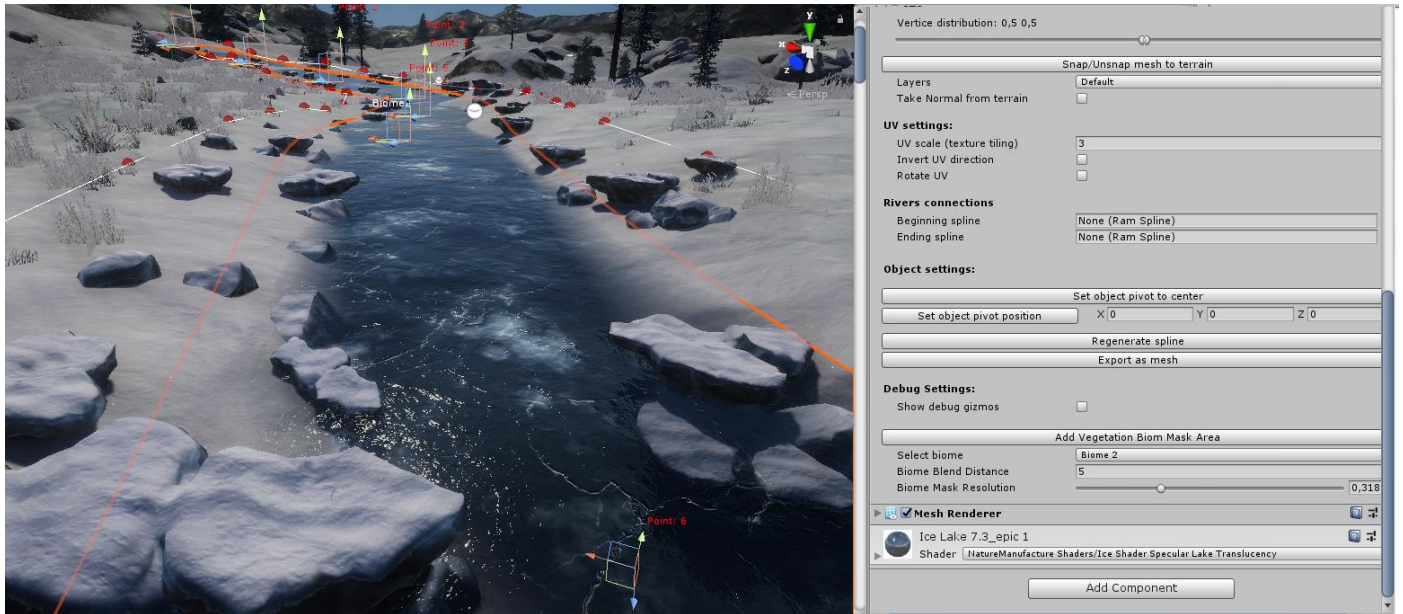 Point: 2
Point: 5
Biome
Point: 6
y
x
z
< Persp
Vertice distribution: 0,5 0,5
Snap/Unsnap mesh to terrain
Layers Default
Take Normal from terrain
UV settings:
UV scale (texture tiling) 3
Invert UV direction
Rotate UV
Rivers connections
Beginning spline None (Ram Spline)
Ending spline None (Ram Spline)
Object settings:
Set object pivot to center
Set object pivot position X 0 Y 0 Z 0
Regenerate spline
Export as mesh
Debug Settings:
Show debug gizmos
Add Vegetation Biom Mask Area
Select biome Biome 2
Biome Blend Distance 5
Biome Mask Resolution 0,318
Mesh Renderer
Ice Lake 7.3_epic 1
Shader NatureManufacture Shaders/Ice Shader Specular Lake Translucency
Add Component